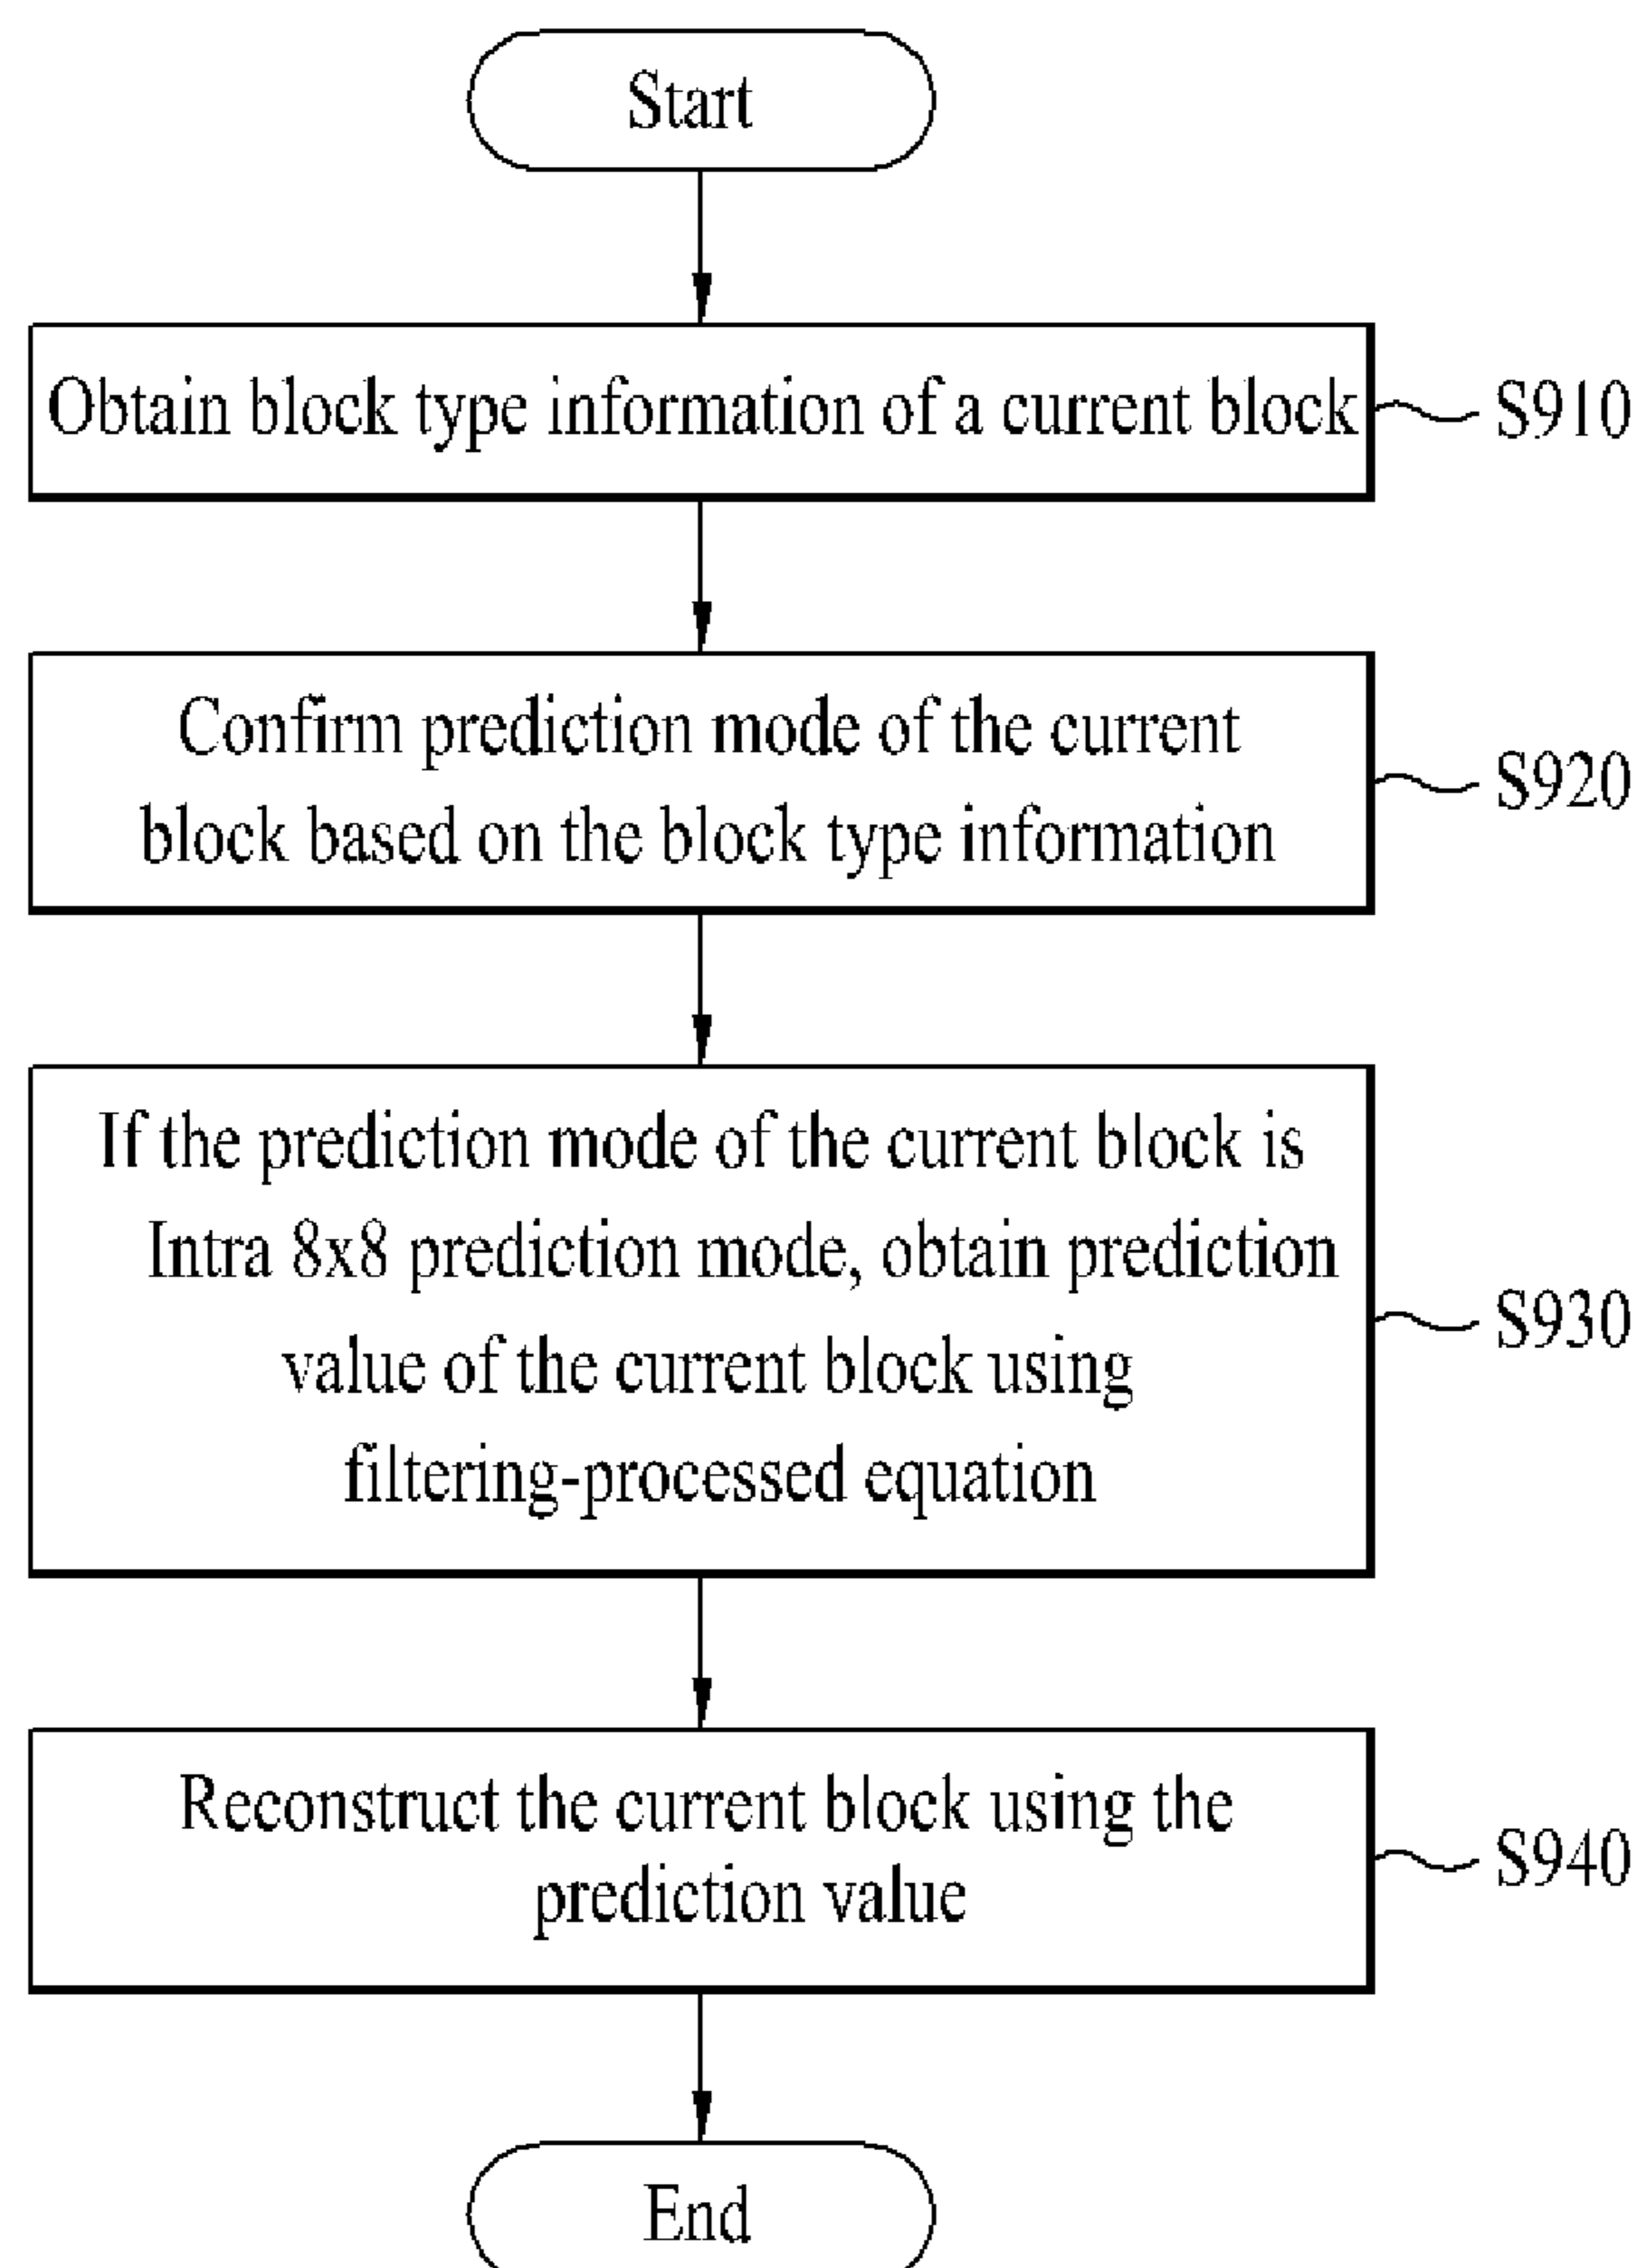 Start
Obtain block type information of a current block
S910
Confirm prediction mode of the current
block based on the block type information
S920
If the prediction mode of the current block is
Intra 8x8 prediction mode, obtain prediction
value of the current block using
filtering-processed equation
S930
Reconstruct the current block using the
prediction value
S940
End